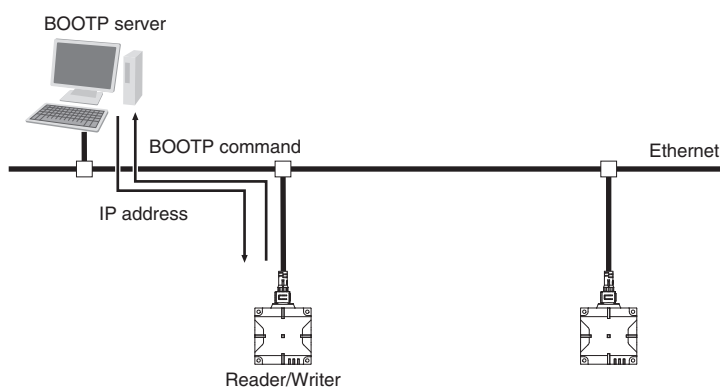 BOOTP server
BOOTP command
Ethernet
IP address
Reader/Writer